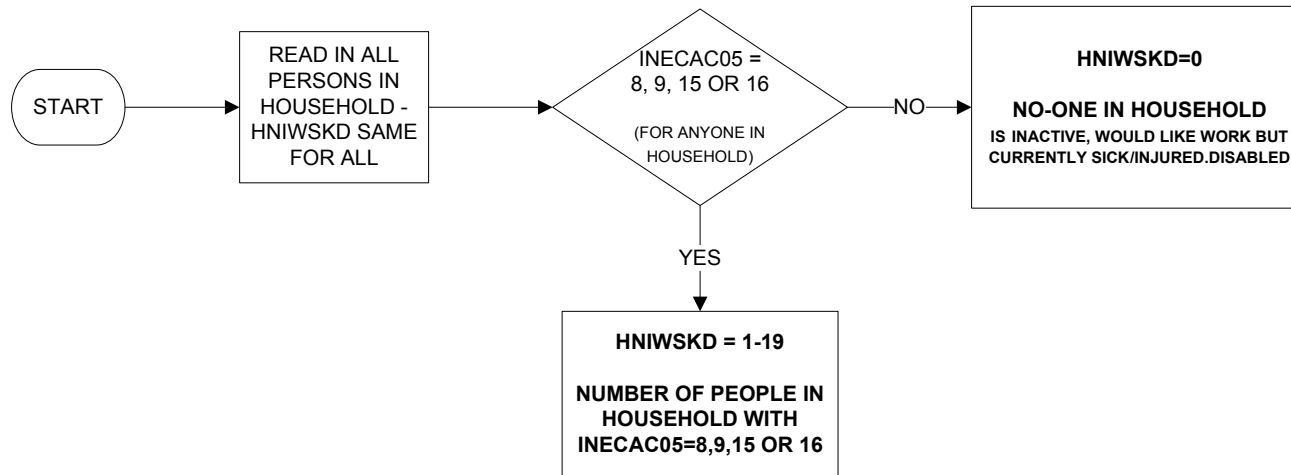 START
READ IN ALL
PERSONS IN
HOUSEHOLD -
HNIWSKD SAME
FOR ALL
INECAC05 =
8, 9, 15 OR 16
(FOR ANYONE IN
HOUSEHOLD)
NO
HNIWSKD=0
NO-ONE IN HOUSEHOLD
IS INACTIVE, WOULD LIKE WORK BUT
CURRENTLY SICK/INJURED.DISABLED
YES
HNIWSKD = 1-19
NUMBER OF PEOPLE IN
HOUSEHOLD WITH
INECAC05=8,9,15 OR 16